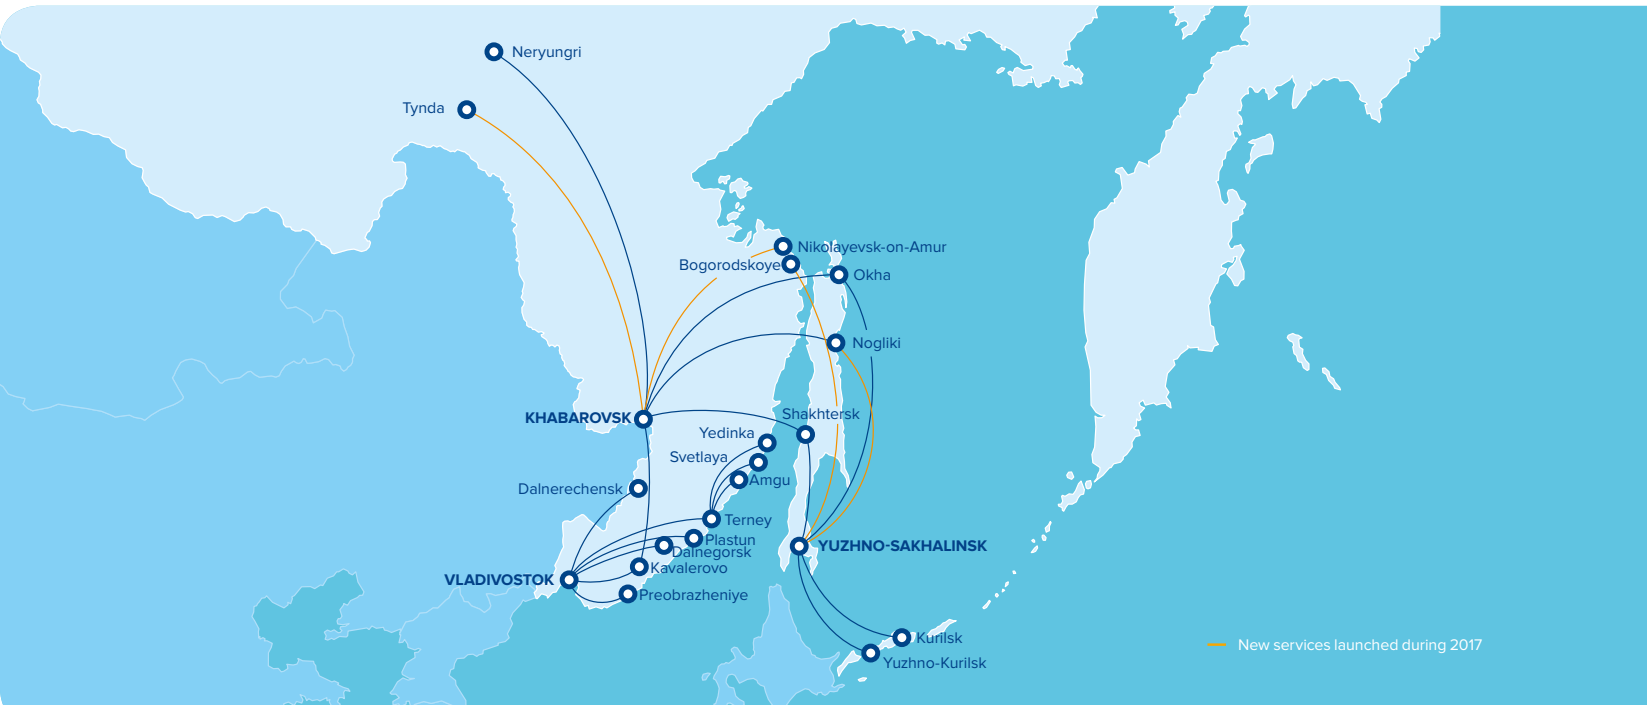 Neryungri
Tynda
Nikolayevsk-on-Amur
Bogorodskoye
Okha
Nogliki
Shakhtersk
KHABAROVSK
Yedinka
Svetlaya
Amgu
Dalnerechensk
Terney
Plastun
YUZHNO-SAKHALINSK
Dalnegorsk
Kavalerovo
VLADIVOSTOK
Preobrazheniye
Kurilsk
New services launched during 2017
Yuzhno-Kurilsk